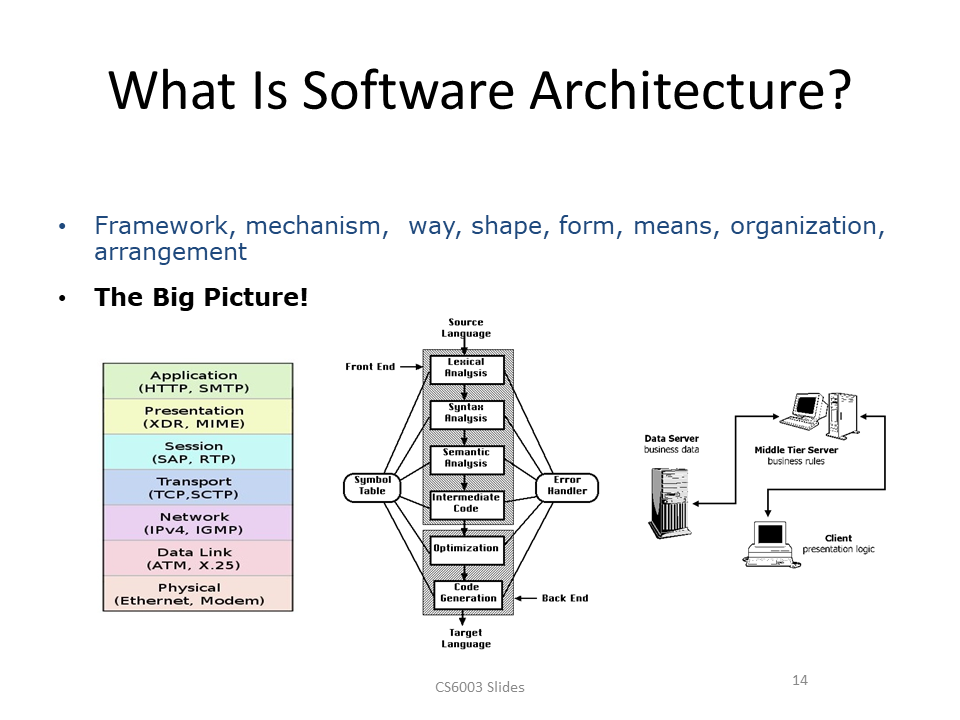 What Is Software Architecture?
• Framework, mechanism,  way, shape, form, means, organization,
arrangement
• The Big Picture!
Application
(HTTP, SMTP)
Presentation
(XDR, MIME)
Session
(SAP, RTP)
Transport
(TCP,SCTP)
Network
(IPv4, IGMP)
Data Link
(ATM, X.25)
Physical
(Ethernet, Modem)
Source
Language
Front End
Lexical
Analysis
Syntax
Analysis
Semantic
Analysis
Symbol
Table
Error
Handler
Intermediate
Code
Optimization
Code
Generation
Back End
Target
Language
Data Server
business data
Middle Tier Server
business rules
Client
presentation logic
CS6003 Slides
14